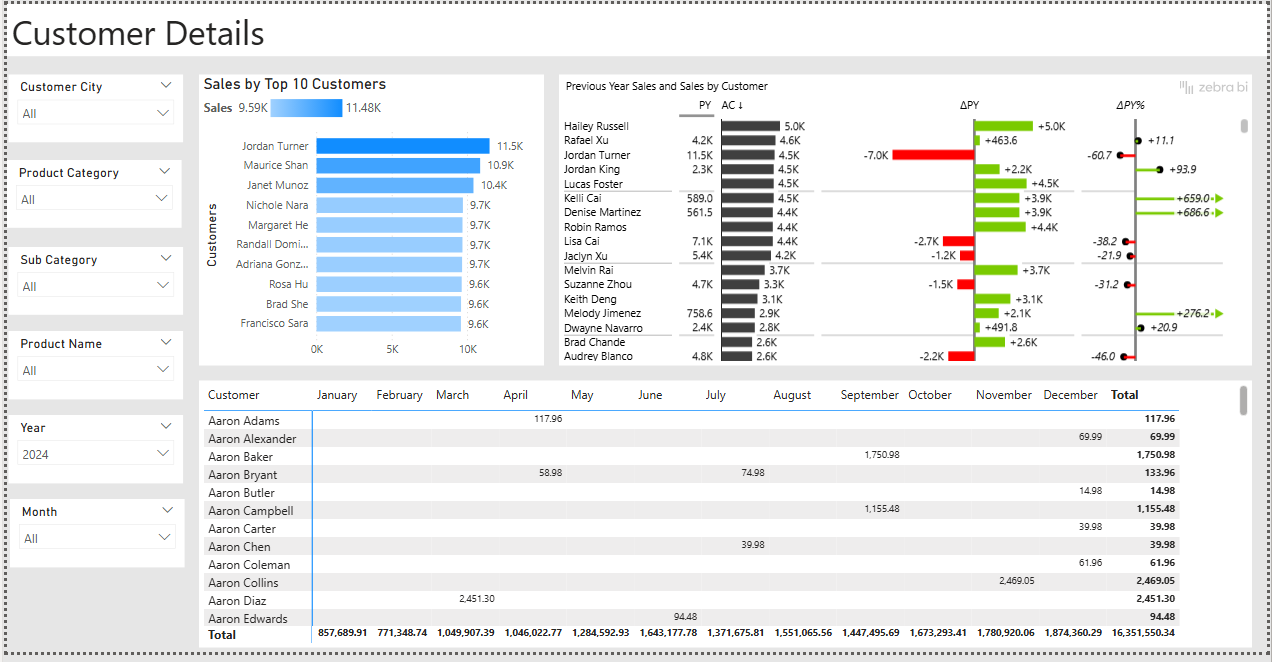 Customer Details
Customer City
All
Product Category
All
Sub Category
All
Product Name
All
Year
2024
Month
All
Sales by Top 10 Customers
Sales 9.59K 11.48K
Customers
Jordan Turner 11.5K
Maurice Shan 10.9K
Janet Munoz 10.4K
Nichole Nara 9.7K
Margaret He 9.7K
Randall Domi... 9.7K
Adriana Gonz... 9.7K
Rosa Hu 9.6K
Brad She 9.6K
Francisco Sara 9.6K
0K 5K 10K
Previous Year Sales and Sales by Customer
zebra bi
PY AC ↓ ΔPY ΔPY%
Hailey Russell 5.0K +5.0K
Rafael Xu 4.2K 4.6K +463.6 +11.1
Jordan Turner 11.5K 4.5K -7.0K -60.7
Jordan King 2.3K 4.5K +2.2K +93.9
Lucas Foster 4.5K +4.5K
Kelli Cai 589.0 4.5K +3.9K +659.0
Denise Martinez 561.5 4.4K +3.9K +686.6
Robin Ramos 4.4K +4.4K
Lisa Cai 7.1K 4.4K -2.7K -38.2
Jaclyn Xu 5.4K 4.2K -1.2K -21.9
Melvin Rai 3.7K +3.7K
Suzanne Zhou 4.7K 3.3K -1.5K -31.2
Keith Deng 3.1K +3.1K
Melody Jimenez 758.6 2.9K +2.1K +276.2
Dwayne Navarro 2.4K 2.8K +491.8 +20.9
Brad Chande 2.6K +2.6K
Audrey Blanco 4.8K 2.6K -2.2K -46.0
Customer January February March April May June July August September October November December Total
Aaron Adams 117.96 117.96
Aaron Alexander 69.99 69.99
Aaron Baker 1,750.98 1,750.98
Aaron Bryant 58.98 74.98 133.96
Aaron Butler 14.98 14.98
Aaron Campbell 1,155.48 1,155.48
Aaron Carter 39.98 39.98
Aaron Chen 39.98 39.98
Aaron Coleman 61.96 61.96
Aaron Collins 2,469.05 2,469.05
Aaron Diaz 2,451.30 2,451.30
Aaron Edwards 94.48 94.48
Total 857,689.91 771,348.74 1,049,907.39 1,046,022.77 1,284,592.93 1,643,177.78 1,371,675.81 1,551,065.56 1,447,495.69 1,673,293.41 1,780,920.06 1,874,360.29 16,351,550.34